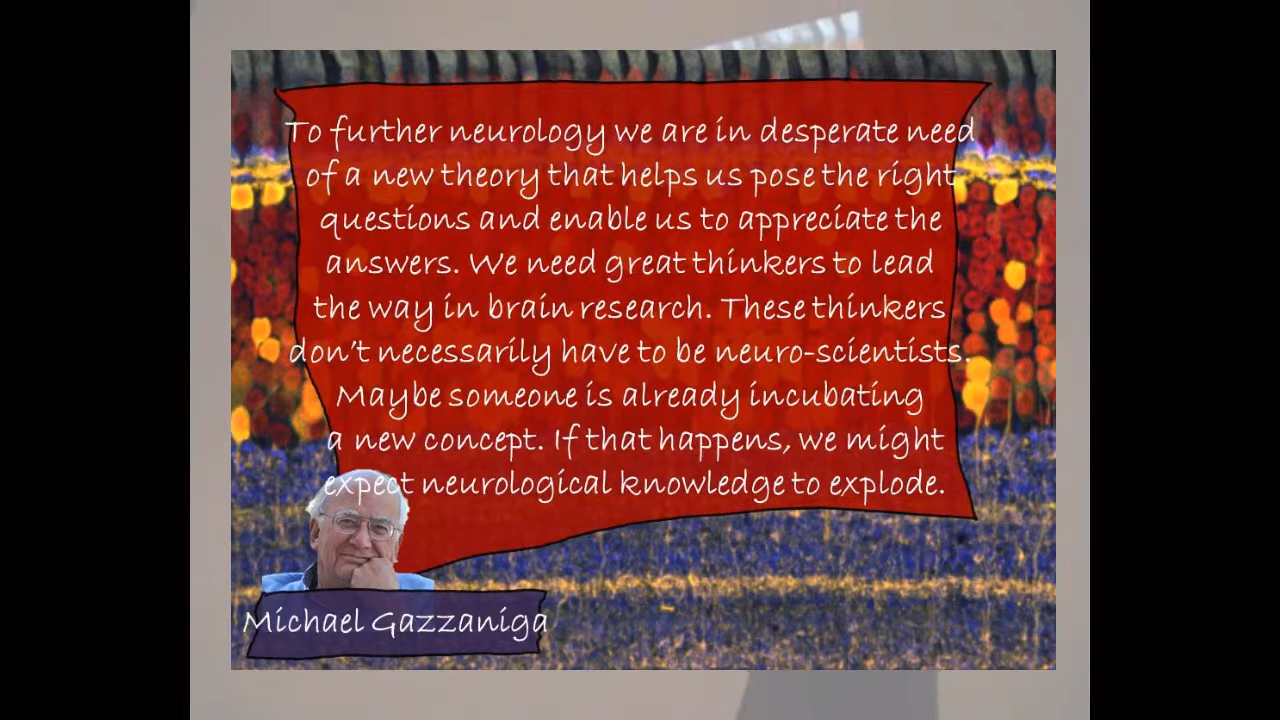 To further neurology we are in desperate need
of a new theory that helps us pose the right
questions and enable us to appreciate the
answers. We need great thinkers to lead
the way in brain research. These thinkers
don't necessarily have to be neuro-scientists.
Maybe someone is already incubating
a new concept. If that happens, we might
expect neurological knowledge to explode.
Michael Gazzaniga